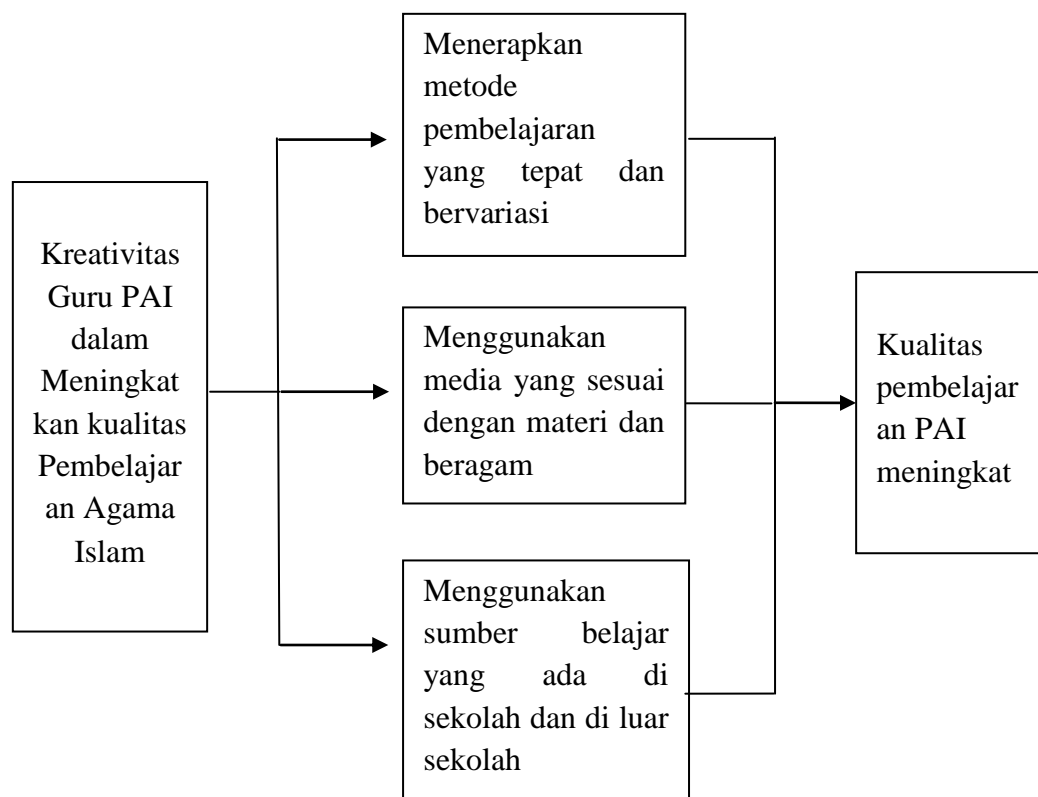 Kreativitas
Guru PAI
dalam
Meningkat
kan kualitas
Pembelajar
an Agama
Islam
Menerapkan
metode
pembelajaran
yang tepat dan
bervariasi
Menggunakan
media yang sesuai
dengan materi dan
beragam
Menggunakan
sumber belajar
yang ada di
sekolah dan di luar
sekolah
Kualitas
pembelajar
an PAI
meningkat